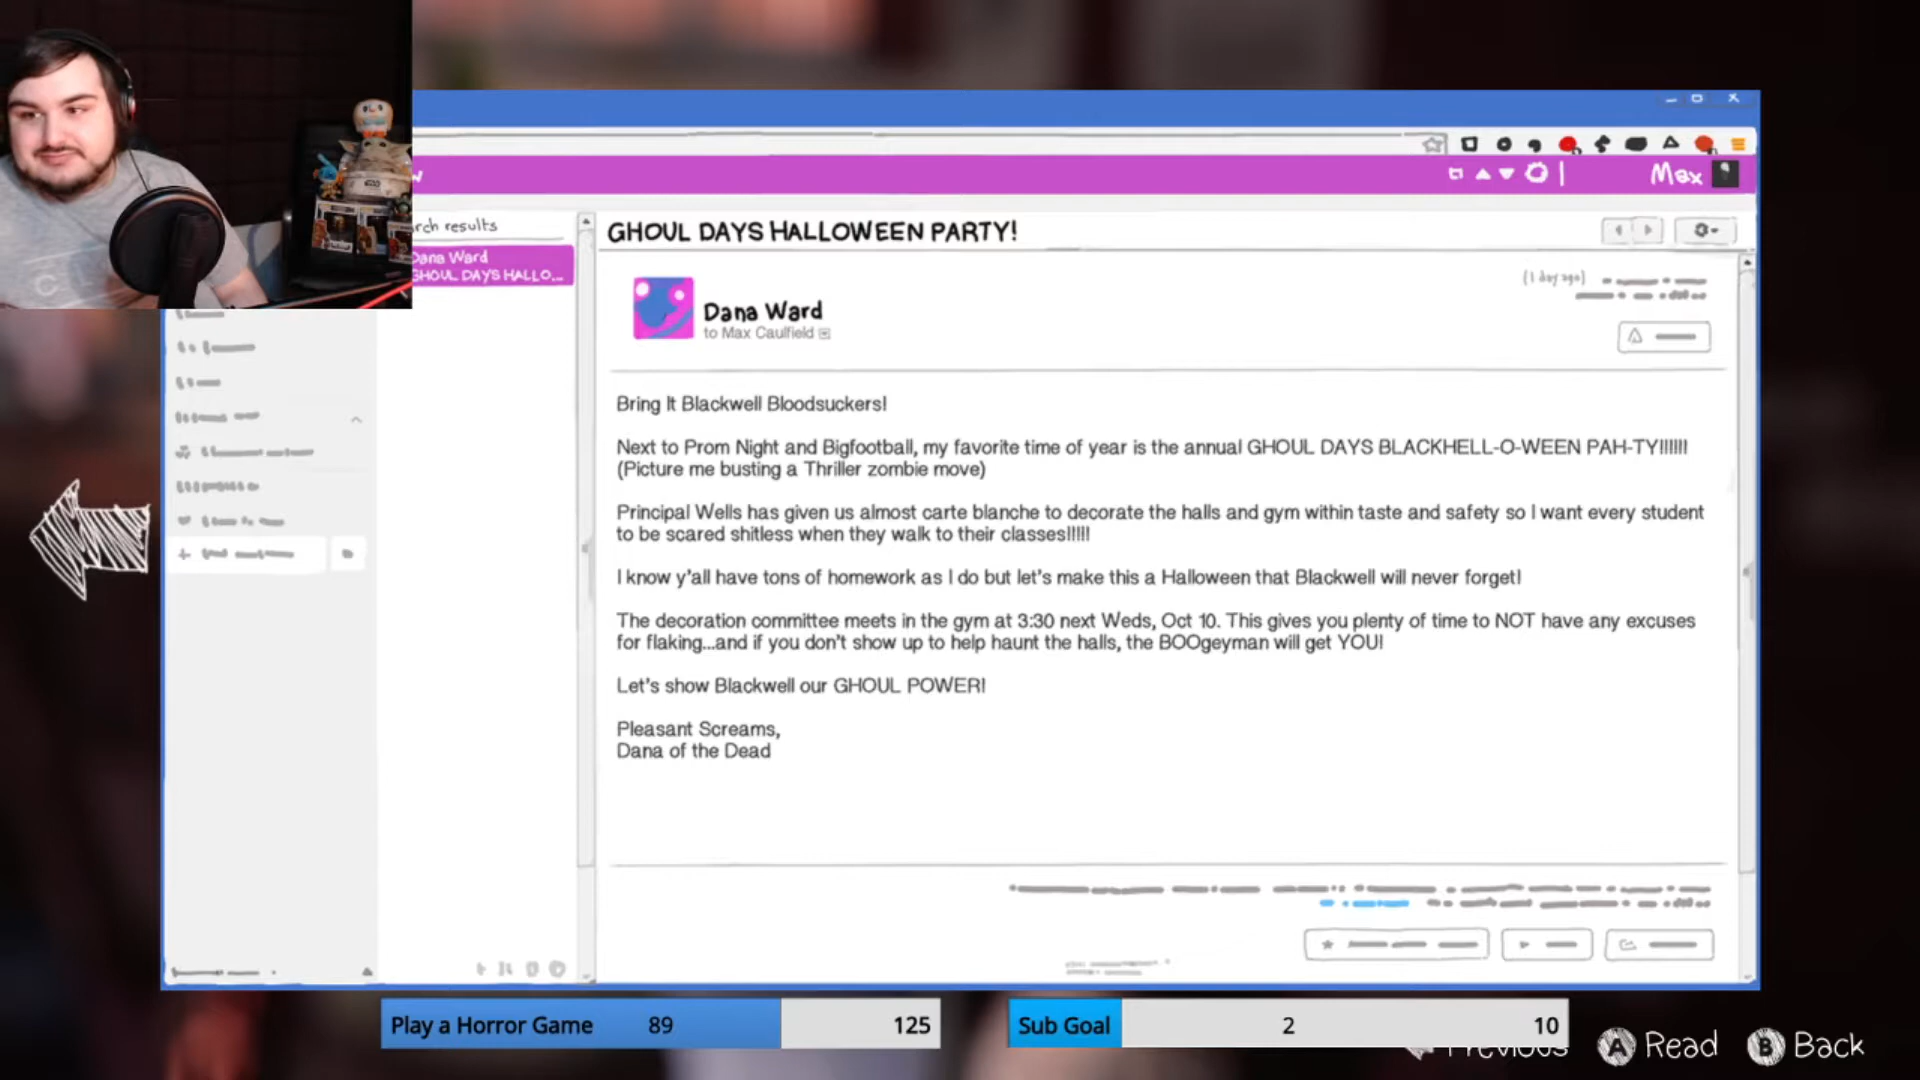 Max
rch results
Dana Ward
GHOUL DAYS HALLO...
GHOUL DAYS HALLOWEEN PARTY!
(1 day ago)
Dana Ward
to Max Caulfield
Bring It Blackwell Bloodsuckers!
Next to Prom Night and Bigfootball, my favorite time of year is the annual GHOUL DAYS BLACKHELL-O-WEEN PAH-TY!!!!!!
(Picture me busting a Thriller zombie move)
Principal Wells has given us almost carte blanche to decorate the halls and gym within taste and safety so I want every student
to be scared shitless when they walk to their classes!!!!!
I know y'all have tons of homework as I do but let's make this a Halloween that Blackwell will never forget!
The decoration committee meets in the gym at 3:30 next Weds, Oct 10. This gives you plenty of time to NOT have any excuses
for flaking...and if you don't show up to help haunt the halls, the BOOgeyman will get YOU!
Let's show Blackwell our GHOUL POWER!
Pleasant Screams,
Dana of the Dead
Play a Horror Game 89 125
Sub Goal 2 10
Previous A Read B Back